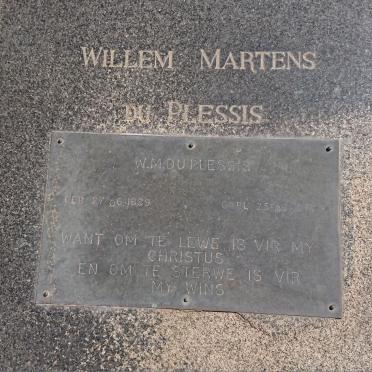 WILLEM MARTENS
DU PLESSIS
W.M.DU PLESSIS
WANT OM TE LEWE IS VIR MY
CHRISTUS
EN OM TE STERWE IS VIR
MY WINS